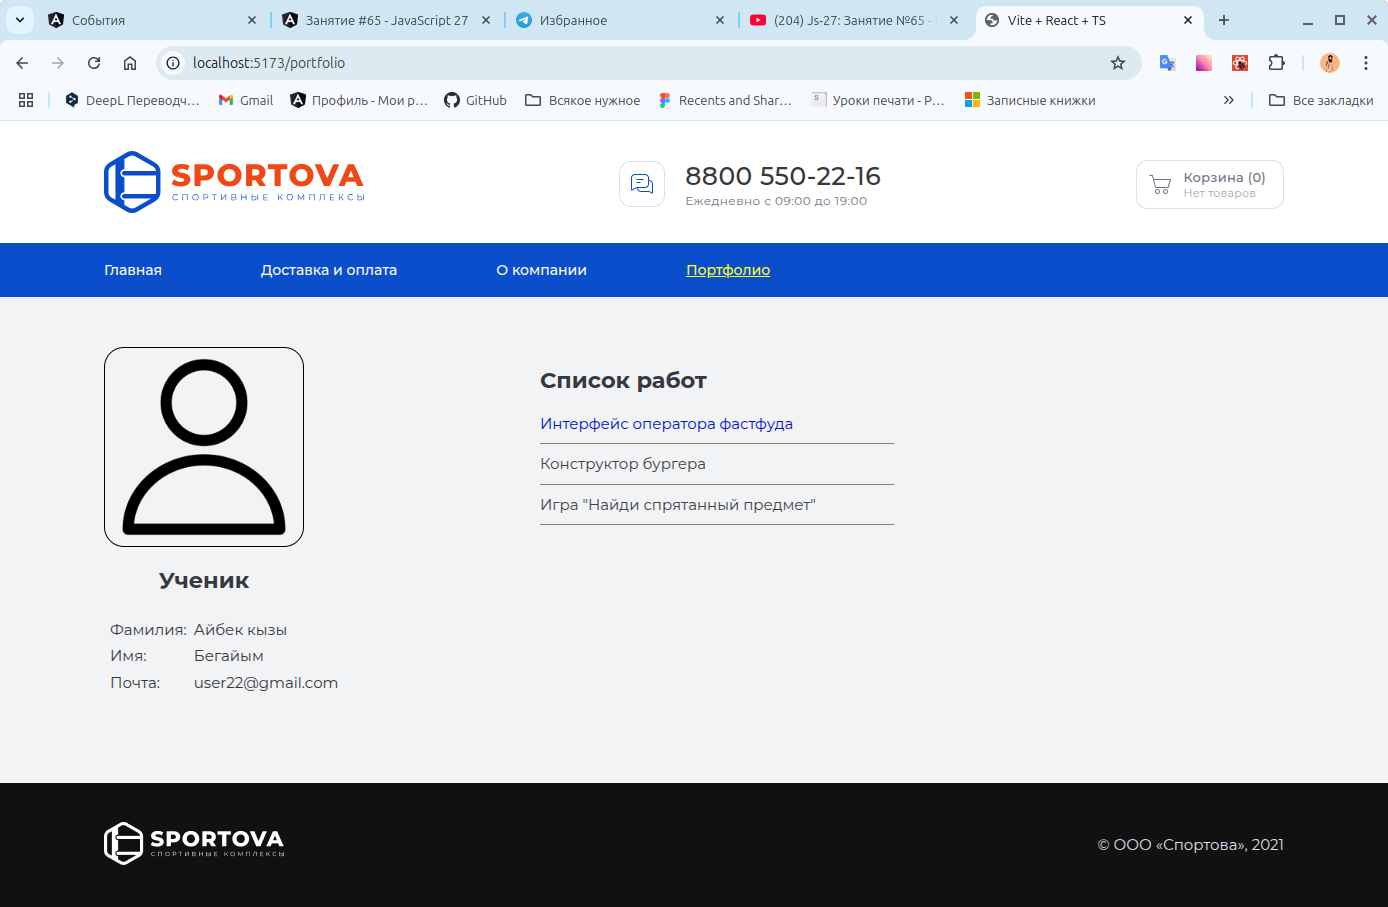 События
Занятие #65 - JavaScript 27
Избранное
(204) Js-27: Занятие №65 -
Vite + React + TS
localhost:5173/portfolio
DeepL Переводч...
Gmail
Профиль - Мои р...
GitHub
Всякое нужное
Recents and Shar...
Уроки печати - Р...
Записные книжки
Все закладки
SPORTOVA
СПОРТИВНЫЕ КОМПЛЕКСЫ
8800 550-22-16
Ежедневно с 09:00 до 19:00
Корзина (0)
Нет товаров
Главная
Доставка и оплата
О компании
Портфолио
Список работ
Интерфейс оператора фастфуда
Конструктор бургера
Игра "Найди спрятанный предмет"
Ученик
Фамилия: Айбек кызы
Имя: Бегайым
Почта: user22@gmail.com
SPORTOVA
СПОРТИВНЫЕ КОМПЛЕКСЫ
© ООО «Спортова», 2021